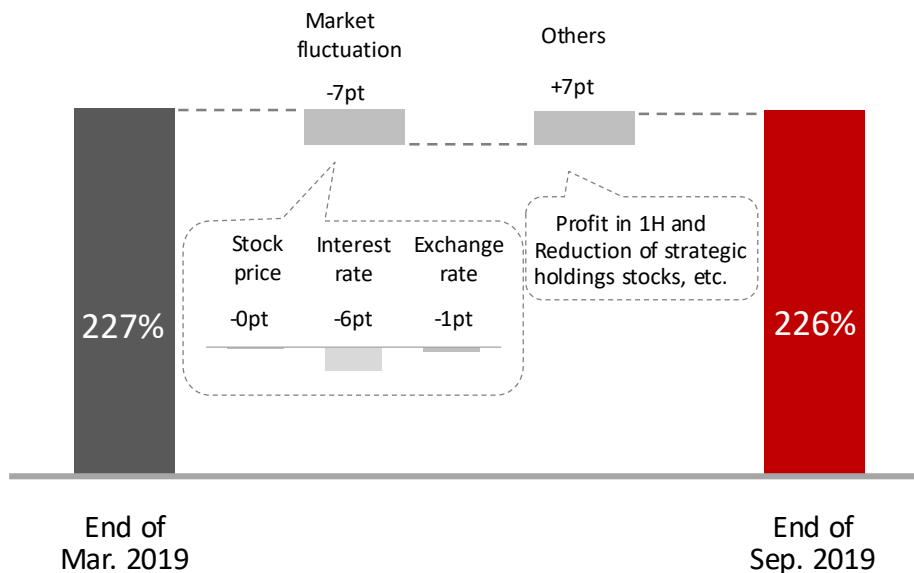 Market
fluctuation
-7pt
Others
+7pt
Stock
price
Interest
rate
Exchange
rate
-0pt
-6pt
-1pt
Profit in 1H and
Reduction of strategic
holdings stocks, etc.
227%
226%
End of
Mar. 2019
End of
Sep. 2019